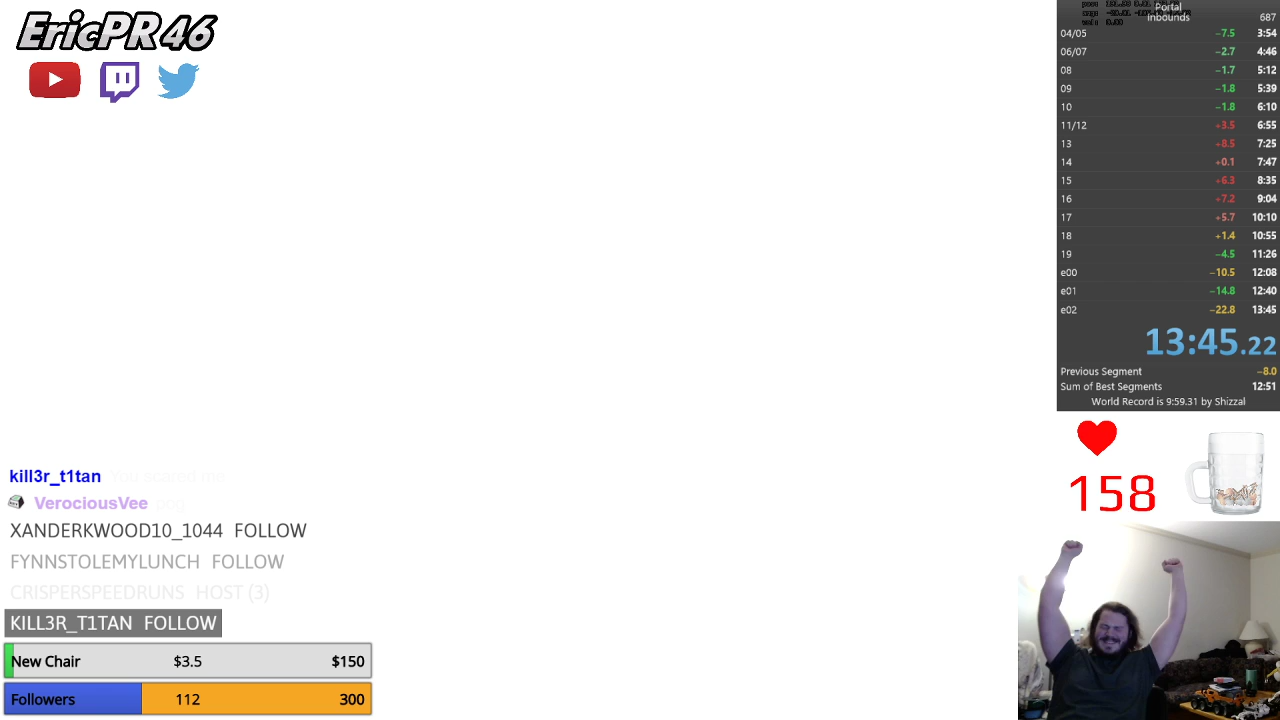 EricPR46
kill3r_t1tan You scared me
VerociousVee pog
XANDERKWOOD10_1044 FOLLOW
FYNNSTOLEMYLUNCH FOLLOW
CRISPERSPEEDRUNS HOST (3)
KILL3R_T1TAN FOLLOW
New Chair $3.5 $150
Followers 112 300
Portal
Inbounds 687
04/05 -7.5 3:54
06/07 -2.7 4:46
08 -1.7 5:12
09 -1.8 5:39
10 -1.8 6:10
11/12 +3.5 6:55
13 +8.5 7:25
14 +0.1 7:47
15 +6.3 8:35
16 +7.2 9:04
17 +5.7 10:10
18 +1.4 10:55
19 -4.5 11:26
e00 -10.5 12:08
e01 -14.8 12:40
e02 -22.8 13:45
13:45.22
Previous Segment -8.0
Sum of Best Segments 12:51
World Record is 9:59.31 by Shizzal
158